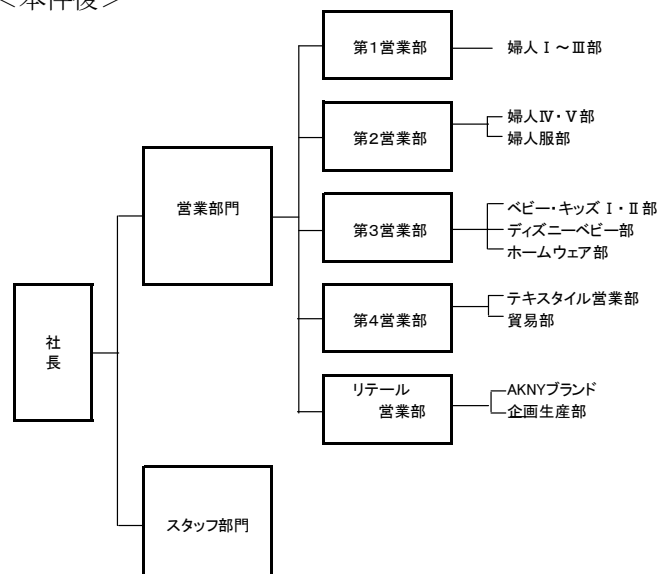 ＜本件後＞
第1営業部
婦人Ⅰ～Ⅲ部
第2営業部
婦人Ⅳ・Ⅴ部
婦人服部
営業部門
第3営業部
ベビー・キッズⅠ・Ⅱ部
ディズニーベビー部
ホームウェア部
社
長
第4営業部
テキスタイル営業部
貿易部
リテール
営業部
AKNYブランド
企画生産部
スタッフ部門